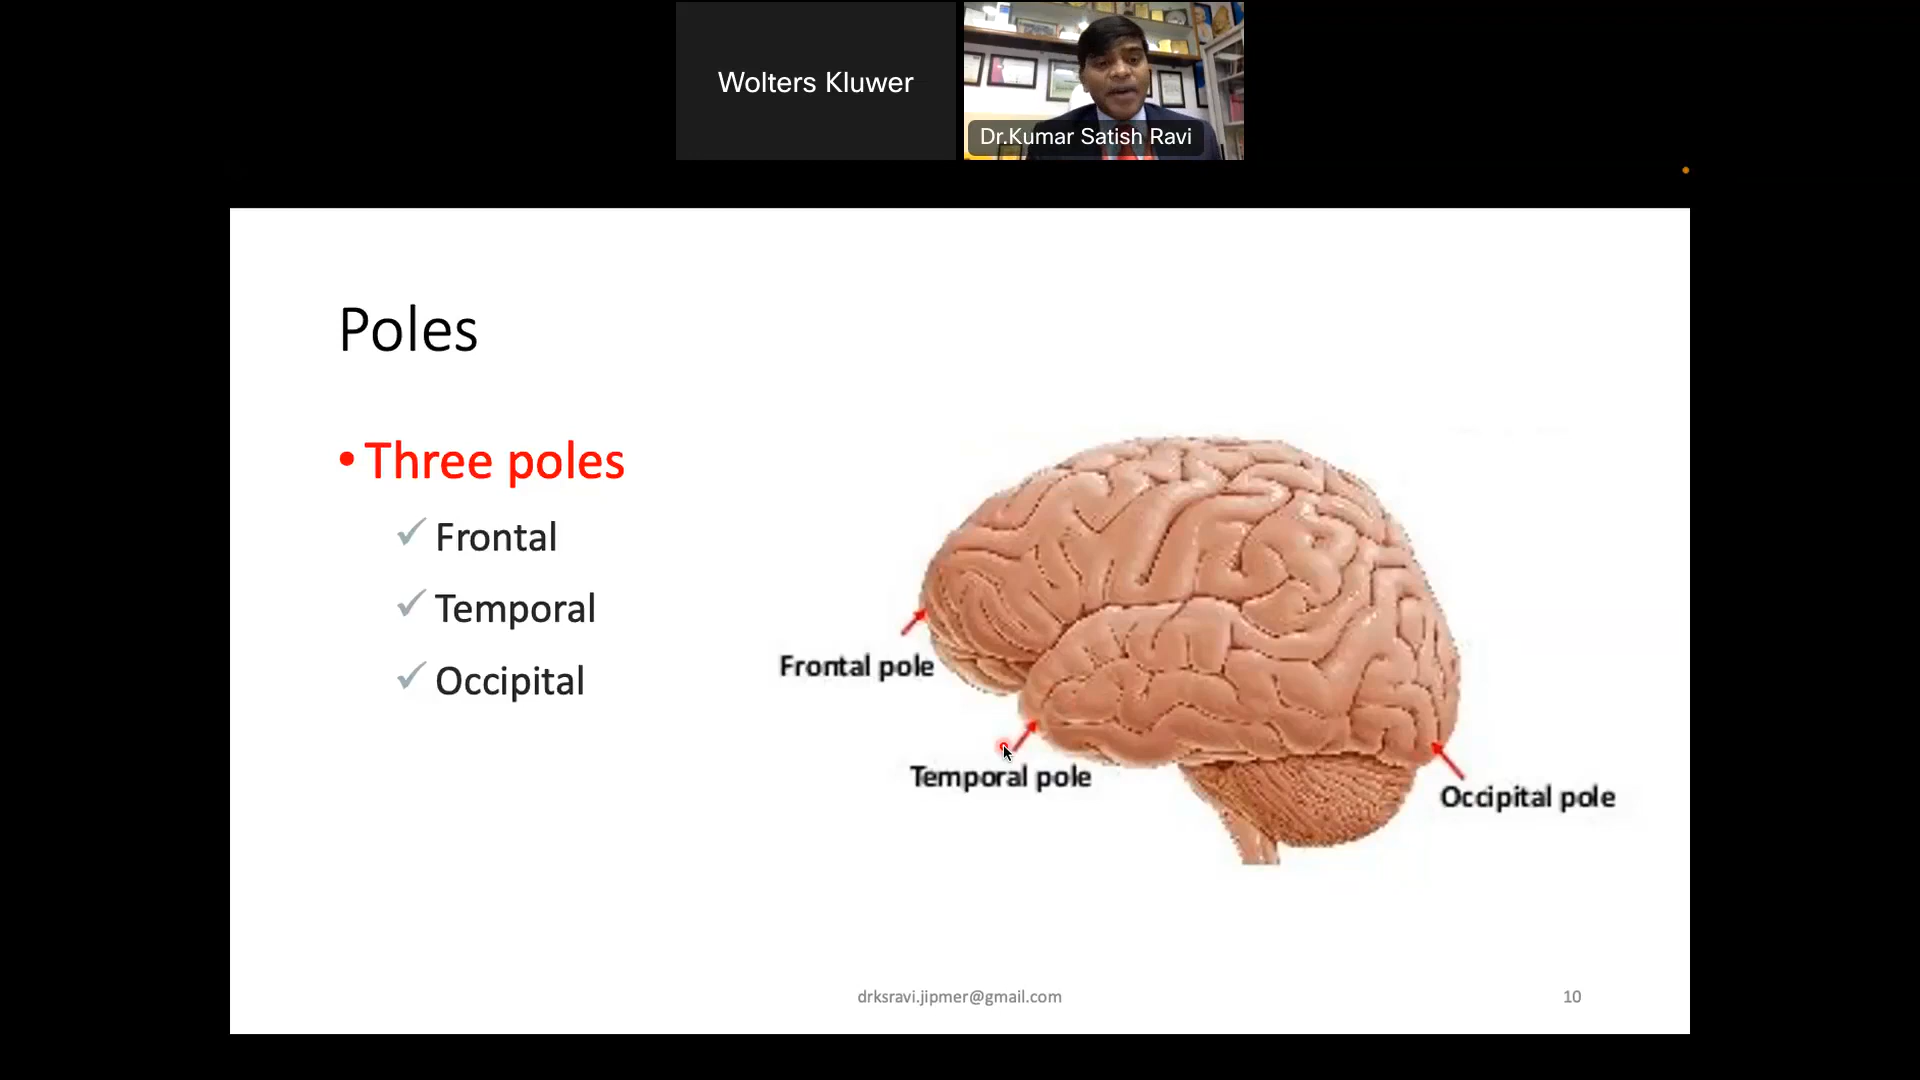 Wolters Kluwer
Dr.Kumar Satish Ravi
Poles
• Three poles
✓ Frontal
✓ Temporal
✓ Occipital
Frontal pole
Temporal pole
Occipital pole
drksravi.jipmer@gmail.com
10